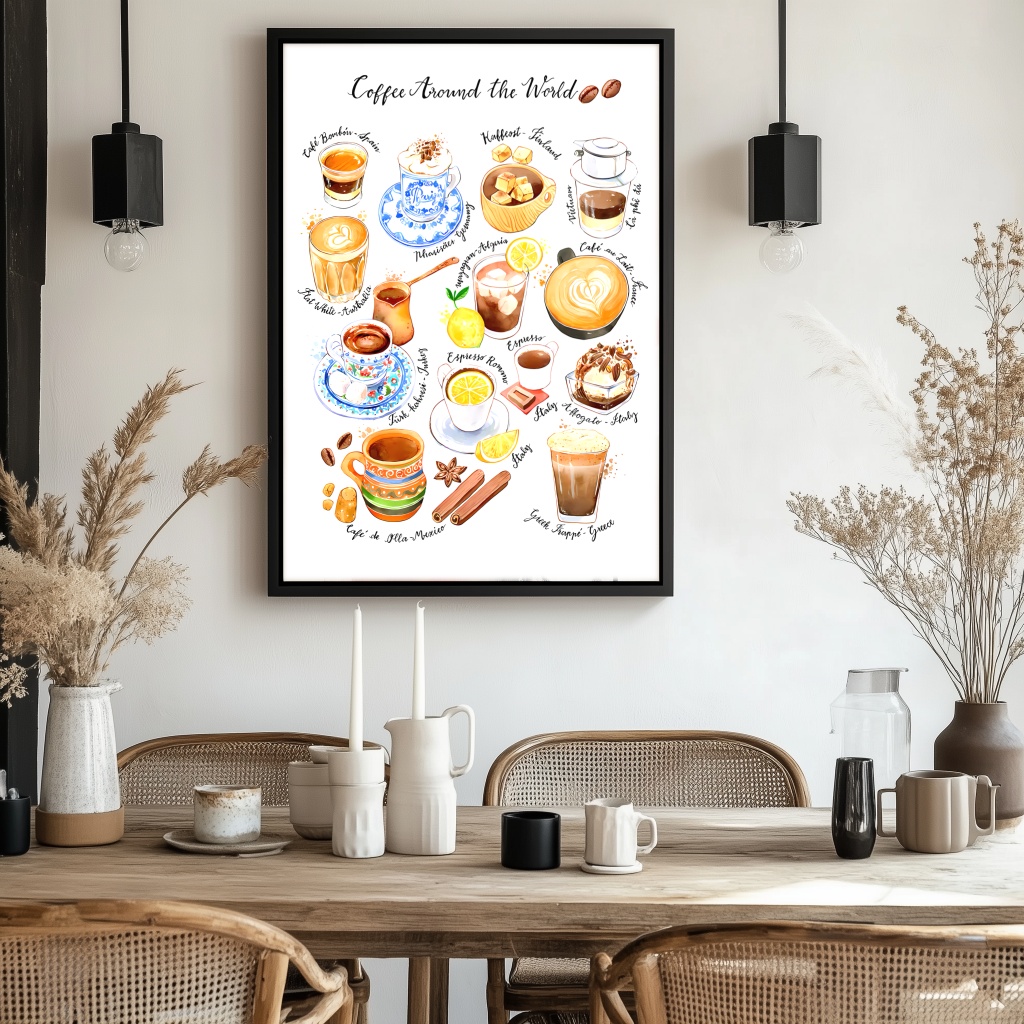 Coffee Around the World
Café Bombón - Spain
Pharisäer Germany
Kaffeost - Finland
Vietnam
cà phê đá
Flat White - Australia
Mazagran - Algeria
Café au Lait - France
Türk kahvesi - Turkey
Espresso Romano
Italy
Espresso
Italy
Affogato - Italy
Café de Olla - Mexico
Greek Frappé - Greece